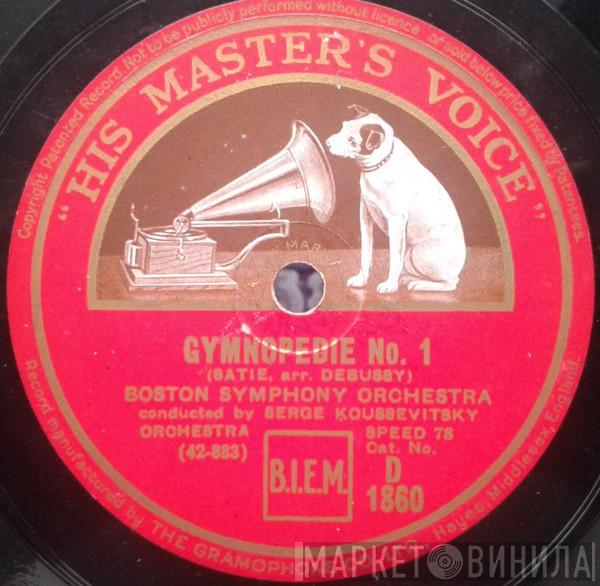 Copyright Patented Record Not to be publicly performed without licence or sold below price fixed by Patentees.
"HIS MASTER'S VOICE"
GYMNOPEDIE No. 1
(SATIE, arr. DEBUSSY)
BOSTON SYMPHONY ORCHESTRA
conducted by SERGE KOUSSEVITSKY
ORCHESTRA
SPEED 78
(42-883)
Cat. No.
B.I.E.M.
D
1860
Record manufactured by THE GRAMOPHONE
Hayes, Middlesex, England.
МАРКЕТ ВИНИЛА